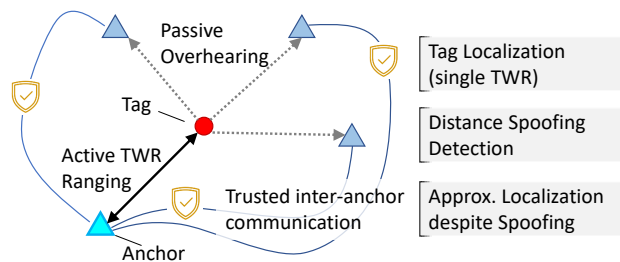 Passive
Overhearing
Tag
Active TWR
Ranging
Trusted inter-anchor
communication
Anchor
Tag Localization
(single TWR)
Distance Spoofing
Detection
Approx. Localization
despite Spoofing